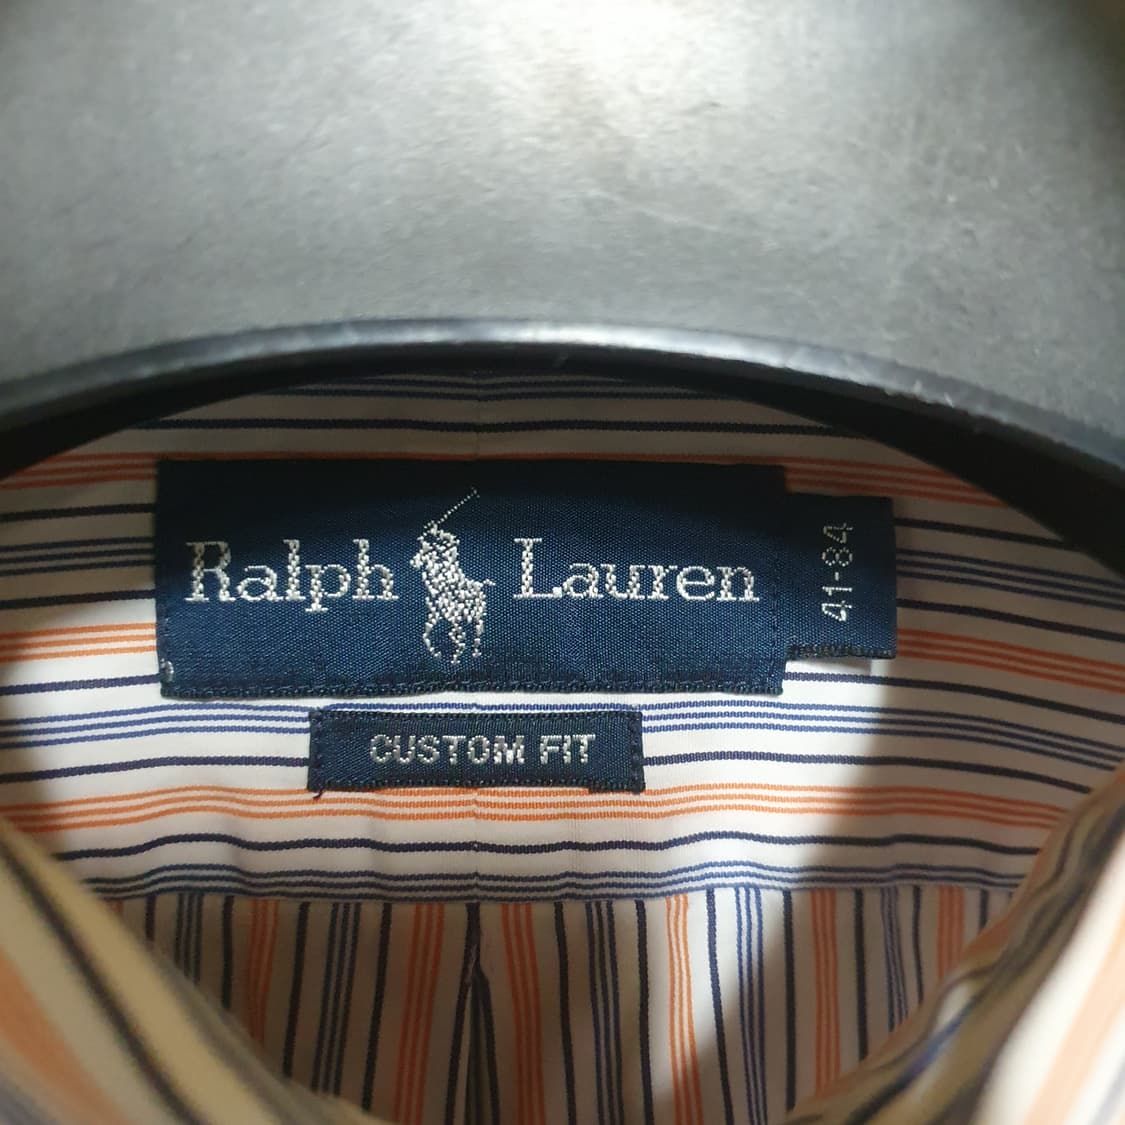 Ralph Lauren
41-84
CUSTOM FIT